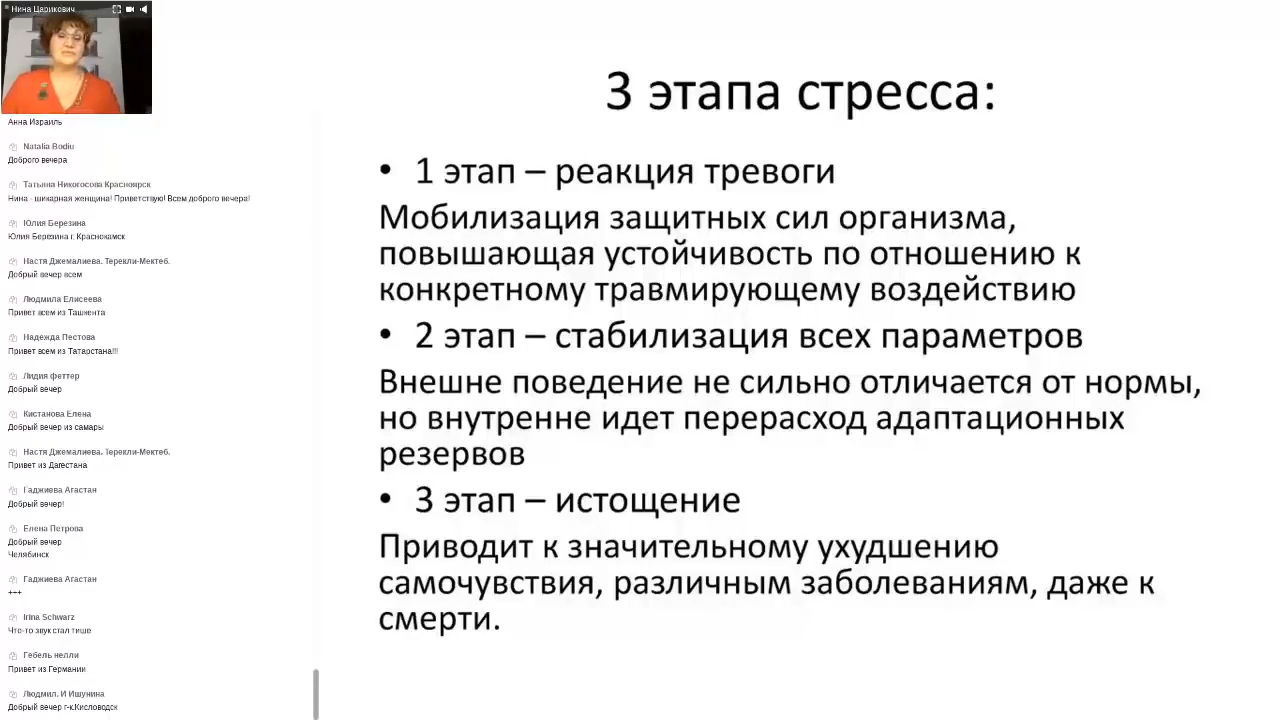 Нина Царикович
Анна Израиль
Natalia Bodiu
Доброго вечера
Татьяна Никогосова Красноярск
Нина - шикарная женщина! Приветствую! Всем доброго вечера!
Юлия Березина
Юлия Березина г. Краснокамск
Настя Джемалиева. Терекли-Мектеб.
Добрый вечер всем
Людмила Елисеева
Привет всем из Ташкента
Надежда Пестова
Привет всем из Татарстана!!!
Лидия феттер
Добрый вечер
Кистанова Елена
Добрый вечер из самары
Настя Джемалиева. Терекли-Мектеб.
Привет из Дагестана
Гаджиева Агастан
Добрый вечер!
Елена Петрова
Добрый вечер
Челябинск
Гаджиева Агастан
+++
Irina Schwarz
Что-то звук стал тише
Гебель нелли
Привет из Германии
Людмил. И Ишунина
Добрый вечер г-к.Кисловодск
3 этапа стресса:
• 1 этап – реакция тревоги
Мобилизация защитных сил организма,
повышающая устойчивость по отношению к
конкретному травмирующему воздействию
• 2 этап – стабилизация всех параметров
Внешне поведение не сильно отличается от нормы,
но внутренне идет перерасход адаптационных
резервов
• 3 этап – истощение
Приводит к значительному ухудшению
самочувствия, различным заболеваниям, даже к
смерти.